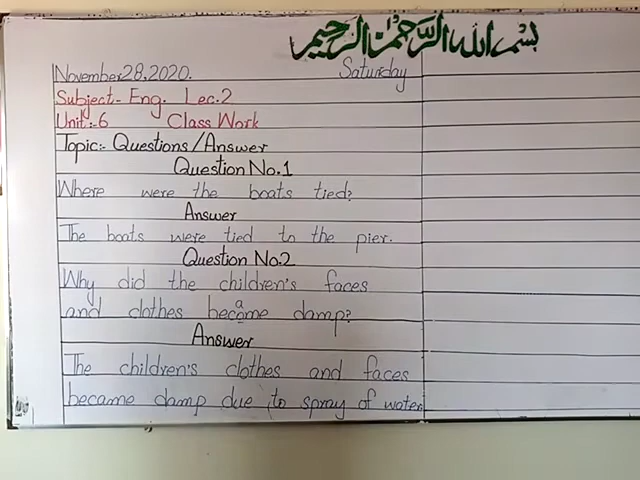 بسم الله الرحمن الرحيم
November 28, 2020. Saturday
Subject:- Eng. Lec.2
Unit:-6 Class Work
Topic:- Questions/Answer
Question No.1
Where were the boats tied?
Answer
The boats were tied to the pier.
Question No.2
Why did the children's faces
and clothes became damp?
Answer
The children's clothes and faces
became damp due to spray of water